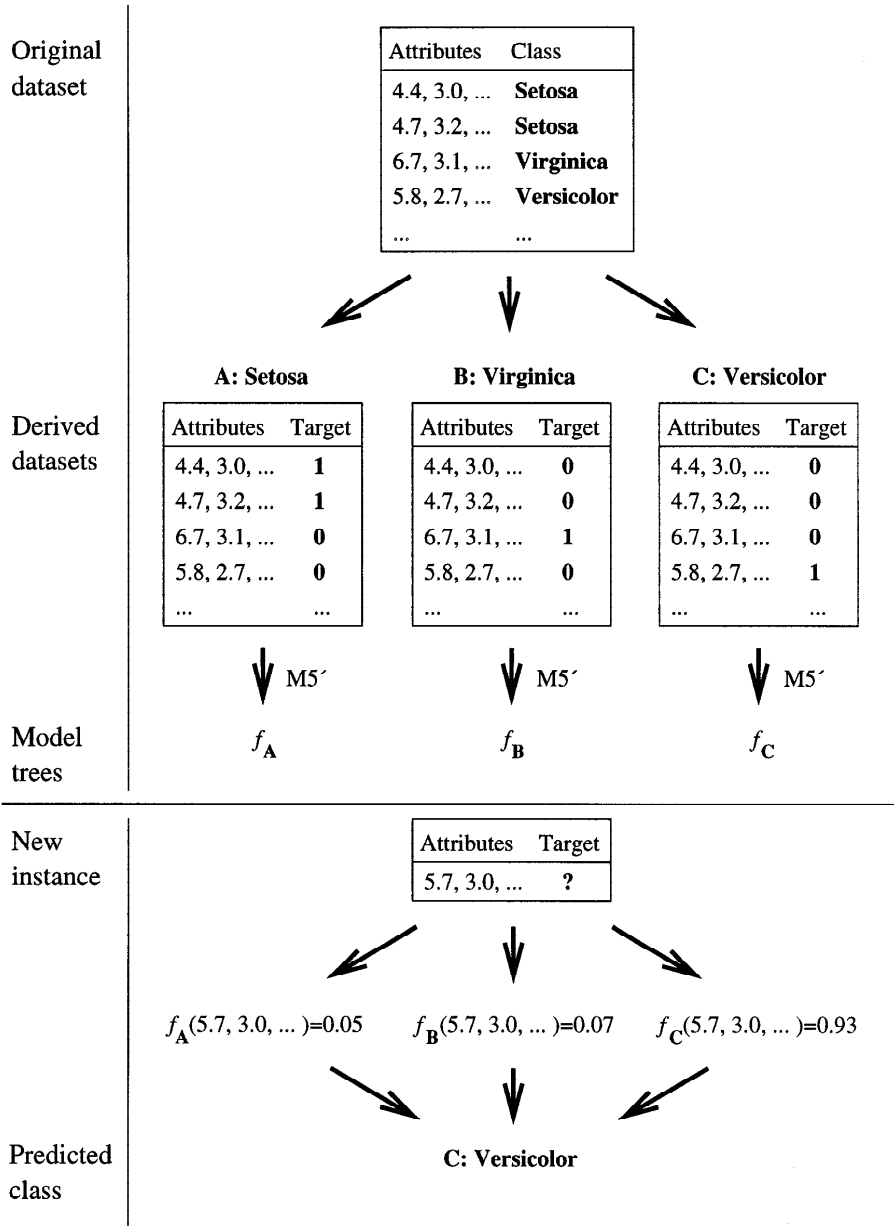 Original
dataset
Attributes Class
4.4, 3.0, ... Setosa
4.7, 3.2, ... Setosa
6.7, 3.1, ... Virginica
5.8, 2.7, ... Versicolor
... ...
A: Setosa
B: Virginica
C: Versicolor
Derived
datasets
Attributes Target
4.4, 3.0, ... 1
4.7, 3.2, ... 1
6.7, 3.1, ... 0
5.8, 2.7, ... 0
... ...
Attributes Target
4.4, 3.0, ... 0
4.7, 3.2, ... 0
6.7, 3.1, ... 1
5.8, 2.7, ... 0
... ...
Attributes Target
4.4, 3.0, ... 0
4.7, 3.2, ... 0
6.7, 3.1, ... 0
5.8, 2.7, ... 1
... ...
M5´
M5´
M5´
Model
trees
f_A
f_B
f_C
New
instance
Attributes Target
5.7, 3.0, ... ?
f_A(5.7, 3.0, ... )=0.05
f_B(5.7, 3.0, ... )=0.07
f_C(5.7, 3.0, ... )=0.93
Predicted
class
C: Versicolor